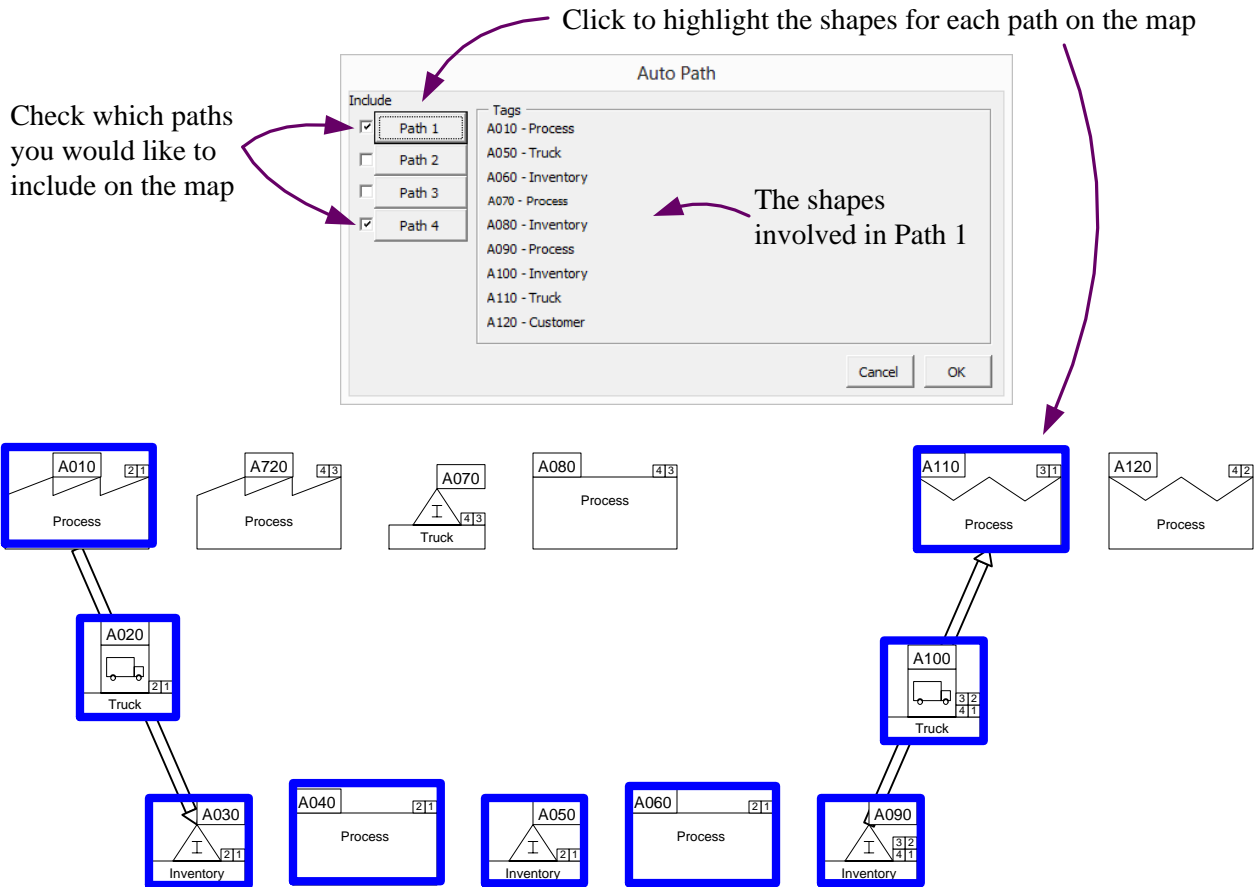 Click to highlight the shapes for each path on the map
Auto Path
Check which paths
you would like to
include on the map
Include
Path 1
Path 2
Path 3
Path 4
Tags
A010 - Process
A050 - Truck
A060 - Inventory
A070 - Process
A080 - Inventory
A090 - Process
A100 - Inventory
A110 - Truck
A120 - Customer
The shapes
involved in Path 1
Cancel OK
A010 2 1
Process
A720 4 3
Process
A070
I 4 3
Truck
A080 4 3
Process
A110 3 1
Process
A120 4 2
Process
A020
2 1
Truck
A100
3 2
4 1
Truck
A030
I 2 1
Inventory
A040 2 1
Process
A050
I 2 1
Inventory
A060 2 1
Process
A090
I 3 2
4 1
Inventory